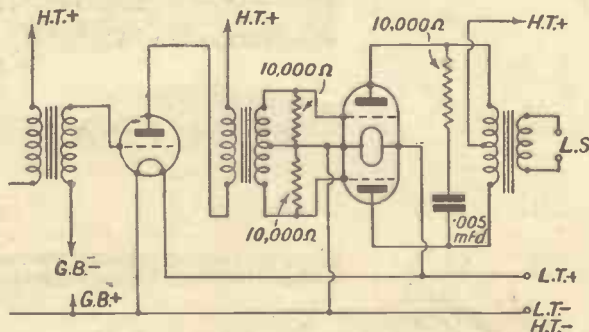 H.T.+
H.T.+
10,000Ω
10,000Ω
H.T.+
10,000Ω
L.S
.005
mfd
G.B.-
G.B.+
L.T.+
L.T.-
H.T.-